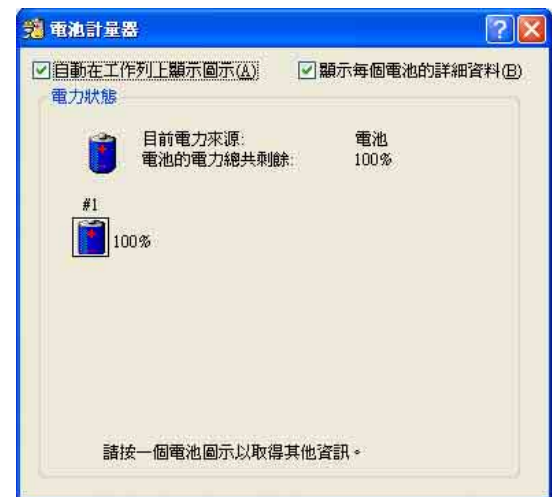 電池計量器
自動在工作列上顯示圖示(A) 顯示每個電池的詳細資料(B)
電力狀態
目前電力來源: 電池
電池的電力總共剩餘: 100%
#1
100%
請按一個電池圖示以取得其他資訊。